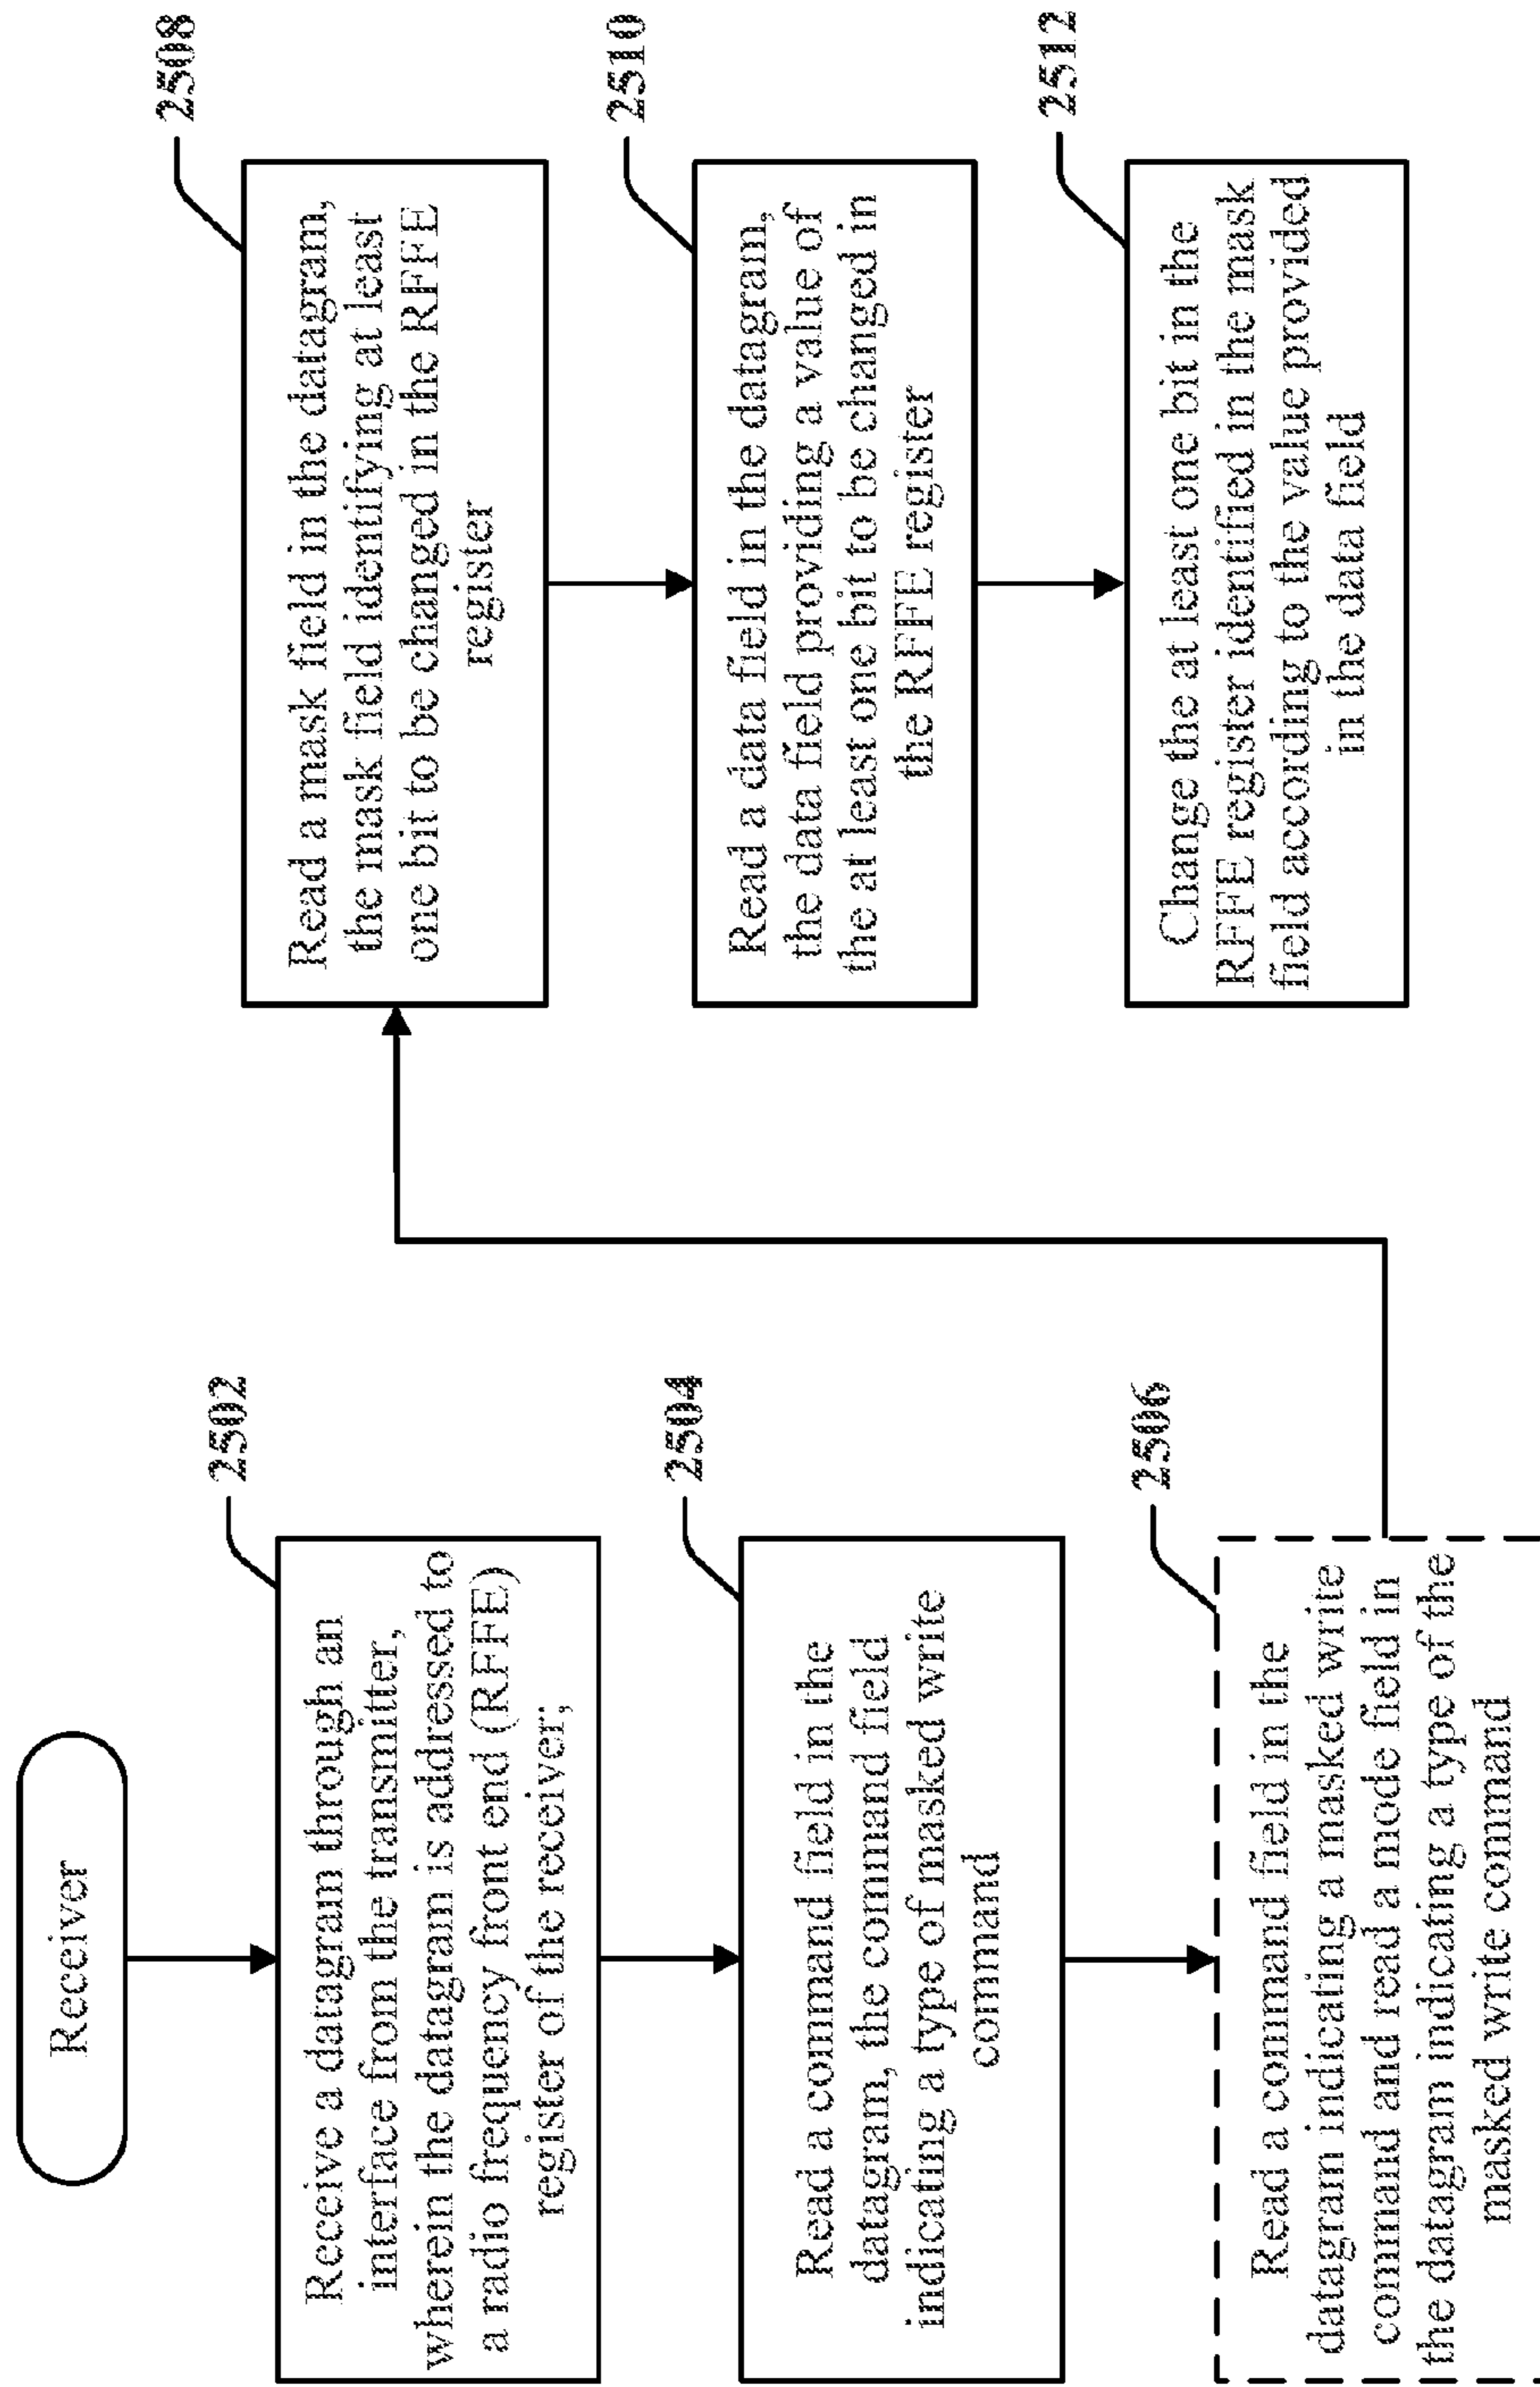 Receiver
2502
Receive a datagram through an
interface from the transmitter,
wherein the datagram is addressed to
a radio frequency front end (RFFE)
register of the receiver;
2504
Read a command field in the
datagram, the command field
indicating a type of masked write
command
2506
Read a command field in the
datagram indicating a masked write
command and read a mode field in
the datagram indicating a type of the
masked write command
2508
Read a mask field in the datagram,
the mask field identifying at least
one bit to be changed in the RFFE
register
2510
Read a data field in the datagram,
the data field providing a value of
the at least one bit to be changed in
the RFFE register
2512
Change the at least one bit in the
RFFE register identified in the mask
field according to the value provided
in the data field